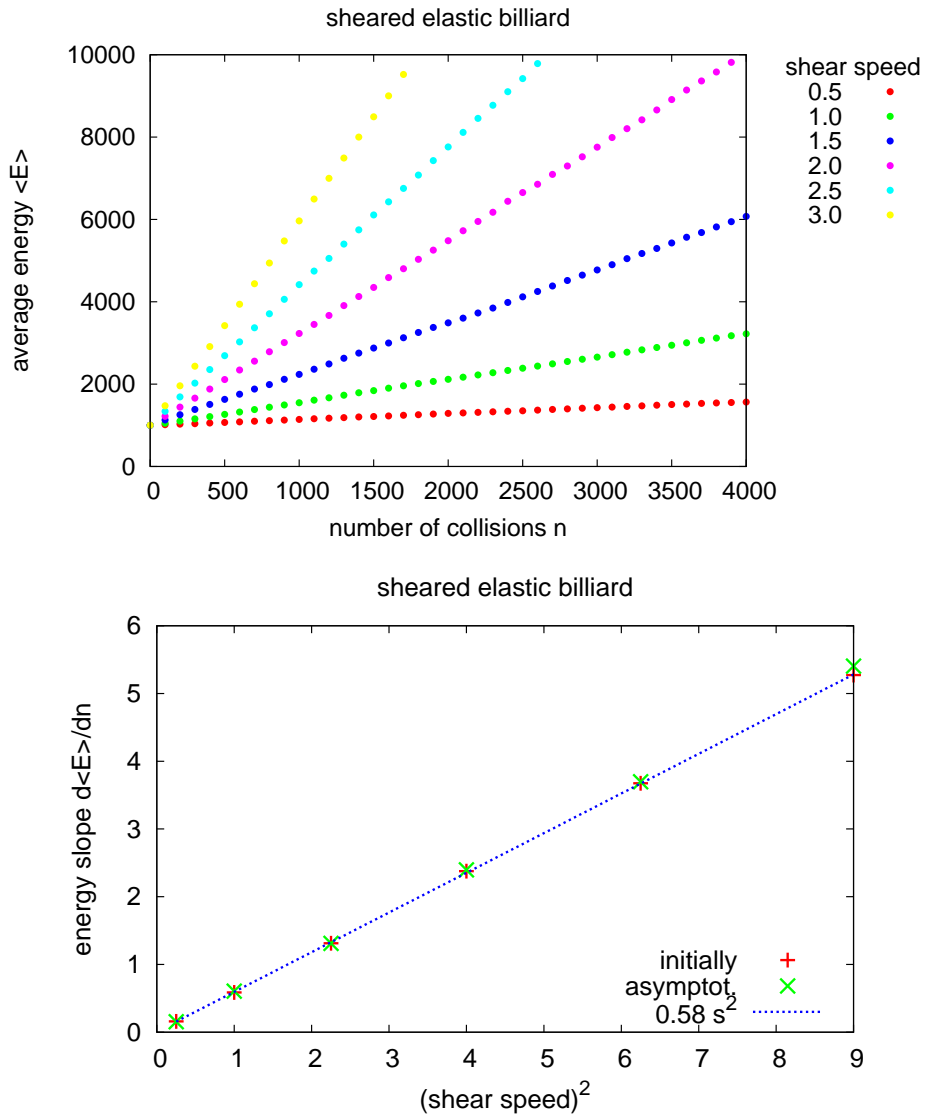 sheared elastic billiard
10000
8000
6000
4000
2000
0
average energy <E>
0 500 1000 1500 2000 2500 3000 3500 4000
number of collisions n
shear speed
0.5
1.0
1.5
2.0
2.5
3.0
sheared elastic billiard
6
5
4
3
2
1
0
energy slope d<E>/dn
initially
asymptot.
0.58 s²
0 1 2 3 4 5 6 7 8 9
(shear speed)²